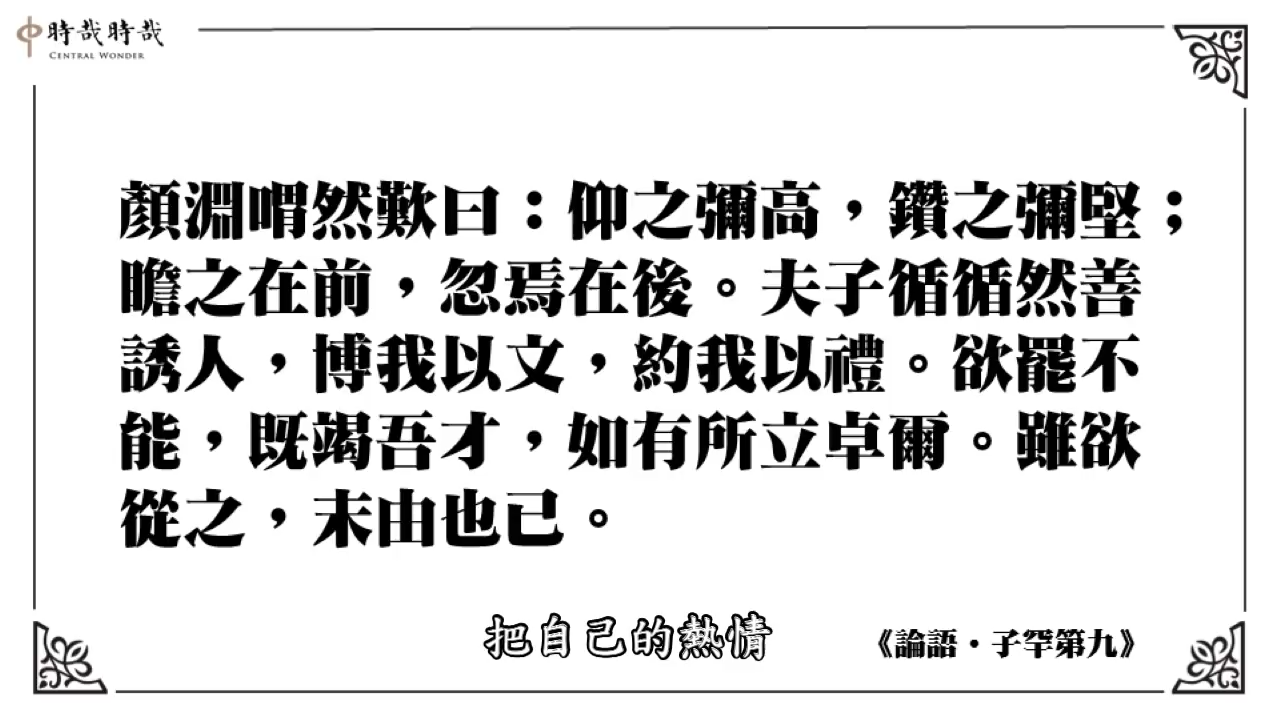 時哉時哉
CENTRAL WONDER
顏淵喟然歎曰：仰之彌高，鑽之彌堅；
瞻之在前，忽焉在後。夫子循循然善
誘人，博我以文，約我以禮。欲罷不
能，既竭吾才，如有所立卓爾。雖欲
從之，末由也已。
把自己的熱情
《論語·子罕第九》